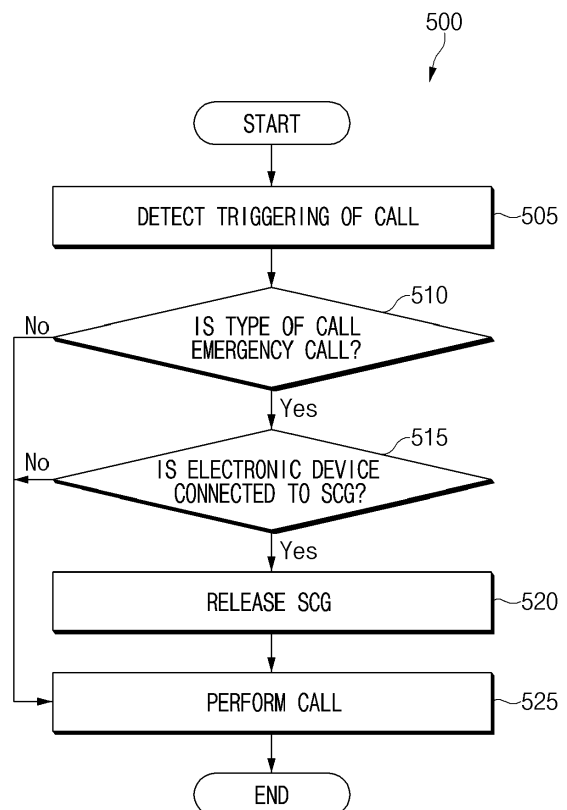 500
START
DETECT TRIGGERING OF CALL
505
510
IS TYPE OF CALL
EMERGENCY CALL?
No
Yes
515
IS ELECTRONIC DEVICE
CONNECTED TO SCG?
No
Yes
RELEASE SCG
520
PERFORM CALL
525
END